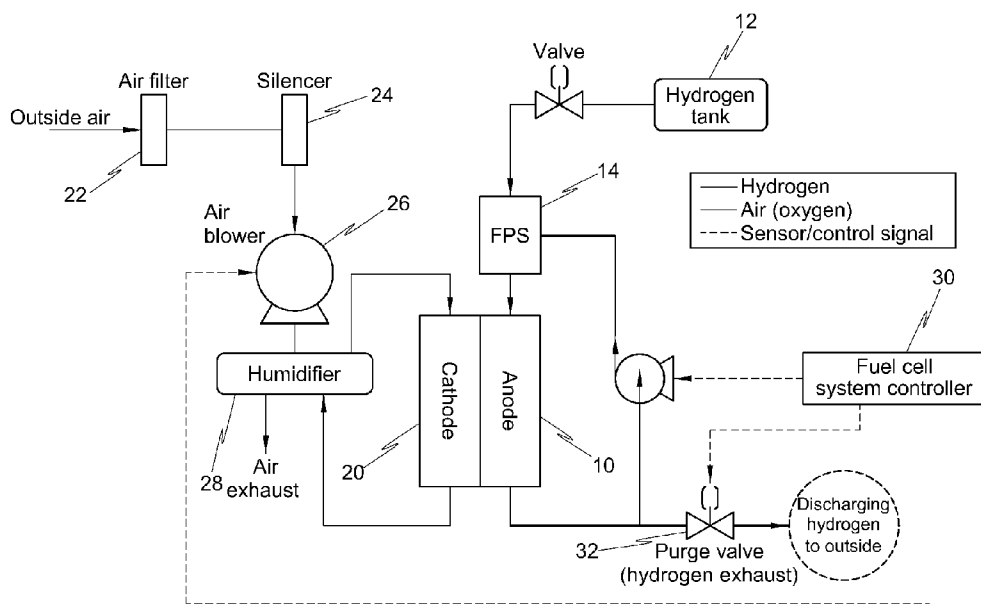 12
Valve
Air filter
Silencer
24
Hydrogen
tank
Outside air
22
14
Hydrogen
Air (oxygen)
Sensor/control signal
Air
blower
26
FPS
30
Humidifier
Cathode
Anode
Fuel cell
system controller
28
Air
exhaust
20
10
32
Purge valve
(hydrogen exhaust)
Discharging
hydrogen
to outside